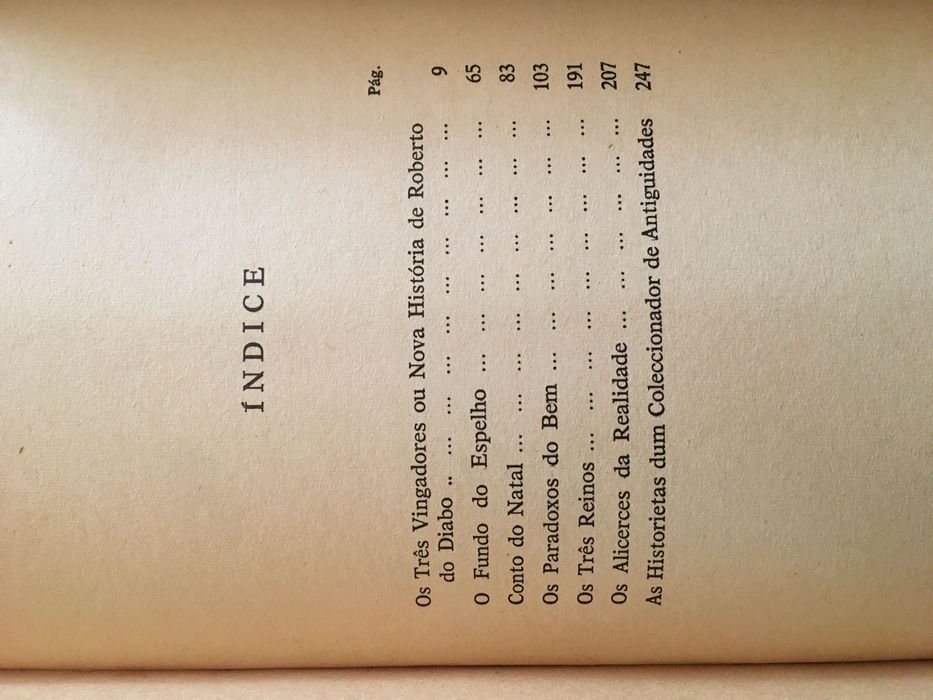 ÍNDICE
Pág.
Os Três Vingadores ou Nova História de Roberto
do Diabo .. ... ... ... ... ... ... ... ... ... 9
O Fundo do Espelho ... ... ... ... ... ... ... 65
Conto do Natal ... ... ... ... ... ... ... ... ... 83
Os Paradoxos do Bem ... ... ... ... ... ... ... 103
Os Três Reinos ... ... ... ... ... ... ... ... ... 191
Os Alicerces da Realidade ... ... ... ... ... ... 207
As Historietas dum Coleccionador de Antiguidades 247